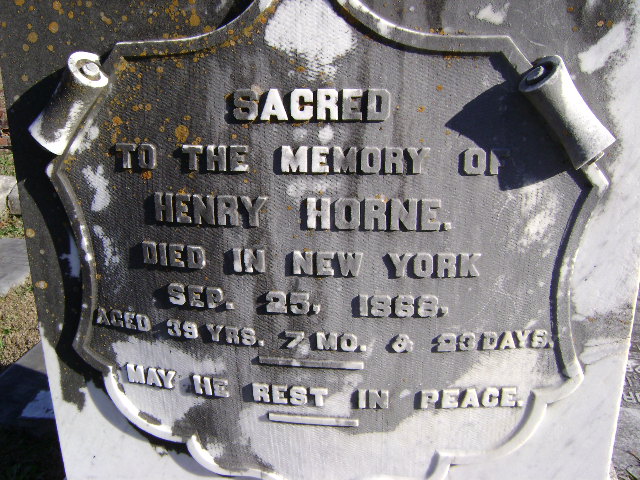 SACRED
TO THE MEMORY OF
HENRY HORNE.
DIED IN NEW YORK
SEP. 25, 1868,
AGED 39 YRS. 7 MO. & 23 DAYS.
MAY HE REST IN PEACE.